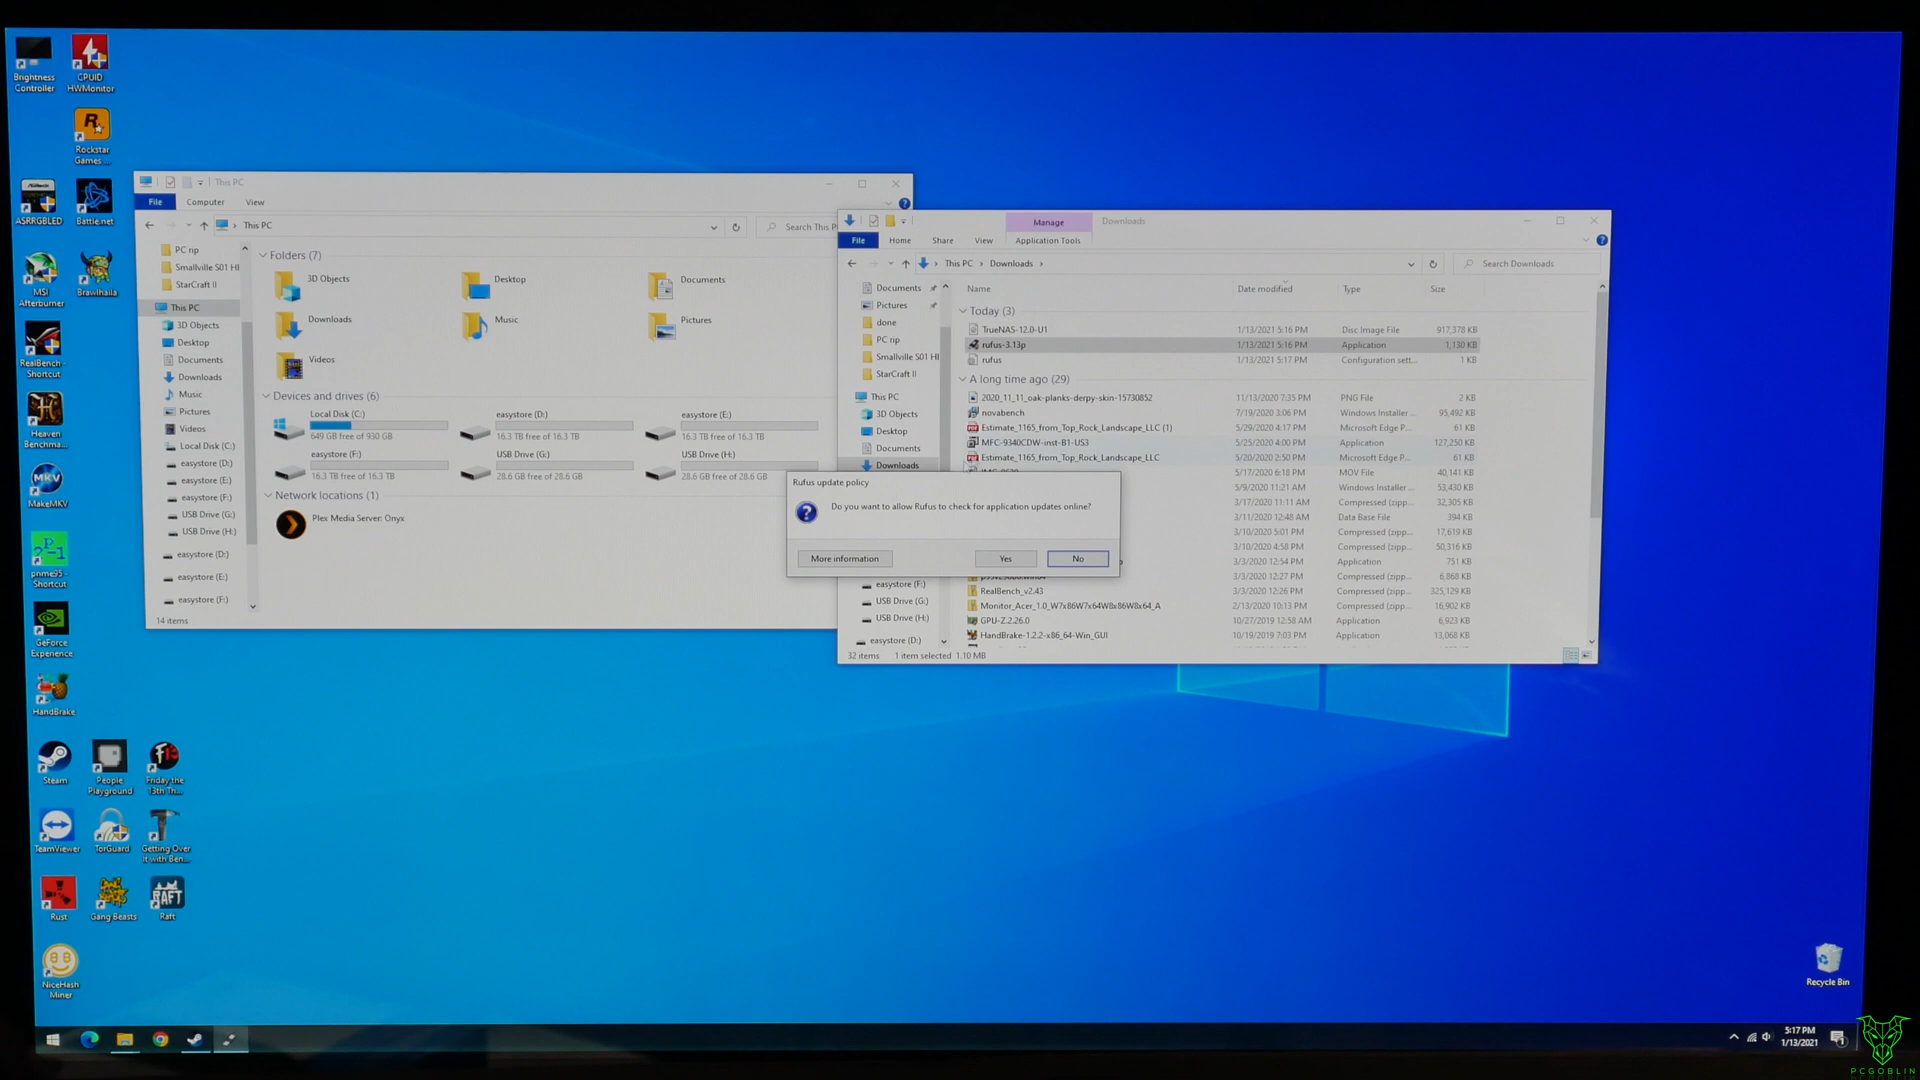 Brightness
Controller
CPUID
HWMonitor
Rockstar
Games ...
ASRRGBLED
Battle.net
MSI
Afterburner
Brawlhalla
RealBench -
Shortcut
Heaven
Benchma...
MakeMKV
prime95 -
Shortcut
GeForce
Experience
HandBrake
Steam
People
Playground
Friday the
13th Th...
TeamViewer
TorGuard
Getting Over
It with Ben...
Rust
Gang Beasts
RAFT
Raft
NiceHash
Miner
This PC
File Computer View
This PC
Search This P
PC rip
Smallville S01 HI
StarCraft II
This PC
3D Objects
Desktop
Documents
Downloads
Music
Pictures
Videos
Local Disk (C:)
easystore (D:)
easystore (E:)
easystore (F:)
USB Drive (G:)
USB Drive (H:)
easystore (D:)
easystore (E:)
easystore (F:)
14 items
Folders (7)
3D Objects
Desktop
Documents
Downloads
Music
Pictures
Videos
Devices and drives (6)
Local Disk (C:)
649 GB free of 930 GB
easystore (D:)
16.3 TB free of 16.3 TB
easystore (E:)
16.3 TB free of 16.3 TB
easystore (F:)
16.3 TB free of 16.3 TB
USB Drive (G:)
28.6 GB free of 28.6 GB
USB Drive (H:)
28.6 GB free of 28.6 GB
Network locations (1)
Plex Media Server: Onyx
Manage Downloads
File Home Share View Application Tools
This PC Downloads
Search Downloads
Documents
Pictures
done
PC rip
Smallville S01 HI
StarCraft II
This PC
3D Objects
Desktop
Documents
Downloads
easystore (F:)
USB Drive (G:)
USB Drive (H:)
easystore (D:)
Name Date modified Type Size
Today (3)
TrueNAS-12.0-U1 1/13/2021 5:16 PM Disc Image File 917,378 KB
rufus-3.13p 1/13/2021 5:16 PM Application 1,130 KB
rufus 1/13/2021 5:17 PM Configuration sett... 1 KB
A long time ago (29)
2020_11_11_oak-planks-derpy-skin-15730852 11/13/2020 7:35 PM PNG File 2 KB
novabench 7/19/2020 3:06 PM Windows Installer ... 95,492 KB
Estimate_1165_from_Top_Rock_Landscape_LLC (1) 5/29/2020 4:17 PM Microsoft Edge P... 61 KB
MFC-9340CDW-inst-B1-US3 5/25/2020 4:00 PM Application 127,250 KB
Estimate_1165_from_Top_Rock_Landscape_LLC 5/20/2020 2:50 PM Microsoft Edge P... 61 KB
5/17/2020 6:18 PM MOV File 40,141 KB
5/9/2020 11:21 AM Windows Installer ... 53,430 KB
3/17/2020 11:11 AM Compressed (zipp... 32,305 KB
3/11/2020 12:48 AM Data Base File 394 KB
3/10/2020 5:01 PM Compressed (zipp... 17,619 KB
3/10/2020 4:58 PM Compressed (zipp... 50,316 KB
3/3/2020 12:54 PM Application 751 KB
3/3/2020 12:27 PM Compressed (zipp... 6,868 KB
RealBench_v2.43 3/3/2020 12:26 PM Compressed (zipp... 325,129 KB
Monitor_Acer_1.0_W7x86W7x64W8x86W8x64_A 2/13/2020 10:13 PM Compressed (zipp... 16,902 KB
GPU-Z.2.26.0 10/27/2019 12:58 AM Application 6,923 KB
HandBrake-1.2.2-x86_64-Win_GUI 10/19/2019 7:03 PM Application 13,068 KB
32 items 1 item selected 1.10 MB
Rufus update policy
Do you want to allow Rufus to check for application updates online?
More information Yes No
Recycle Bin
5:17 PM
1/13/2021
PCGOBLIN